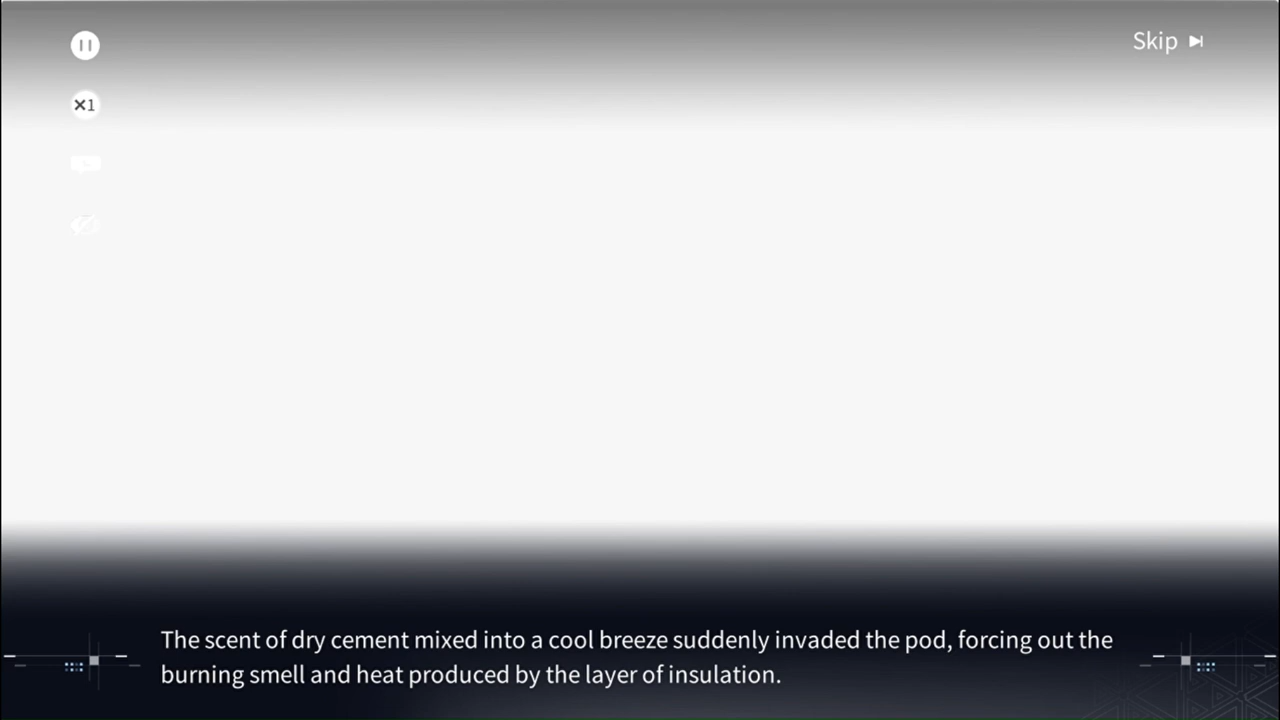 Skip
×1
The scent of dry cement mixed into a cool breeze suddenly invaded the pod, forcing out the
burning smell and heat produced by the layer of insulation.